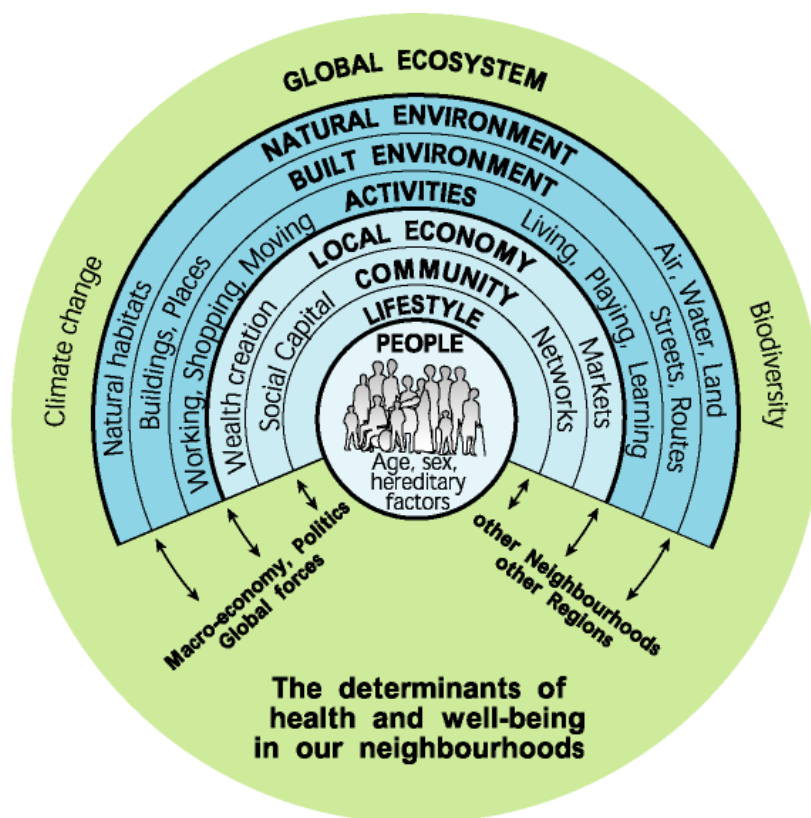 GLOBAL ECOSYSTEM
NATURAL ENVIRONMENT
BUILT ENVIRONMENT
ACTIVITIES
LOCAL ECONOMY
COMMUNITY
LIFESTYLE
PEOPLE
Age, sex,
hereditary
factors
Climate change
Natural habitats
Buildings, Places
Working, Shopping, Moving
Wealth creation
Social Capital
Networks
Markets
Living, Playing, Learning
Streets, Routes
Air, Water, Land
Biodiversity
Macro-economy, Politics
Global forces
other Neighbourhoods
other Regions
The determinants of
health and well-being
in our neighbourhoods